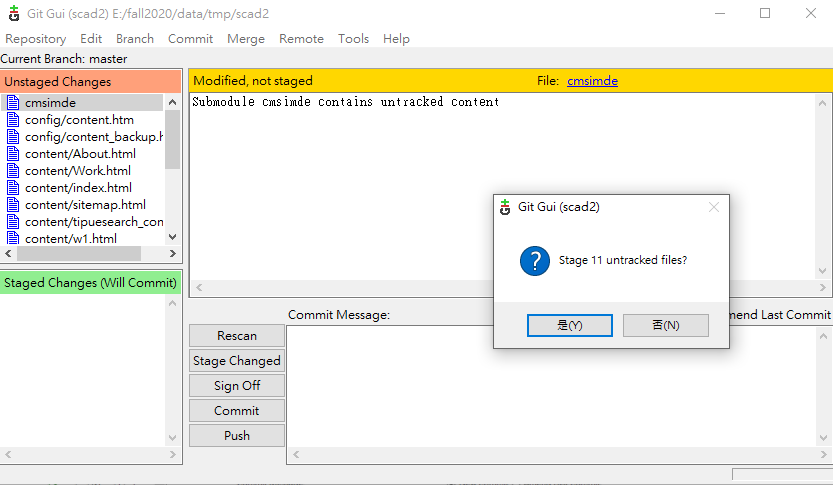 Git Gui (scad2) E:/fall2020/data/tmp/scad2
Repository Edit Branch Commit Merge Remote Tools Help
Current Branch: master
Unstaged Changes
cmsimde
config/content.htm
config/content_backup.h
content/About.html
content/Work.html
content/index.html
content/sitemap.html
content/tipuesearch_con
content/w1.html
Modified, not staged File: cmsimde
Submodule cmsimde contains untracked content
Git Gui (scad2)
Stage 11 untracked files?
是(Y) 否(N)
Staged Changes (Will Commit)
Commit Message: mend Last Commit
Rescan
Stage Changed
Sign Off
Commit
Push